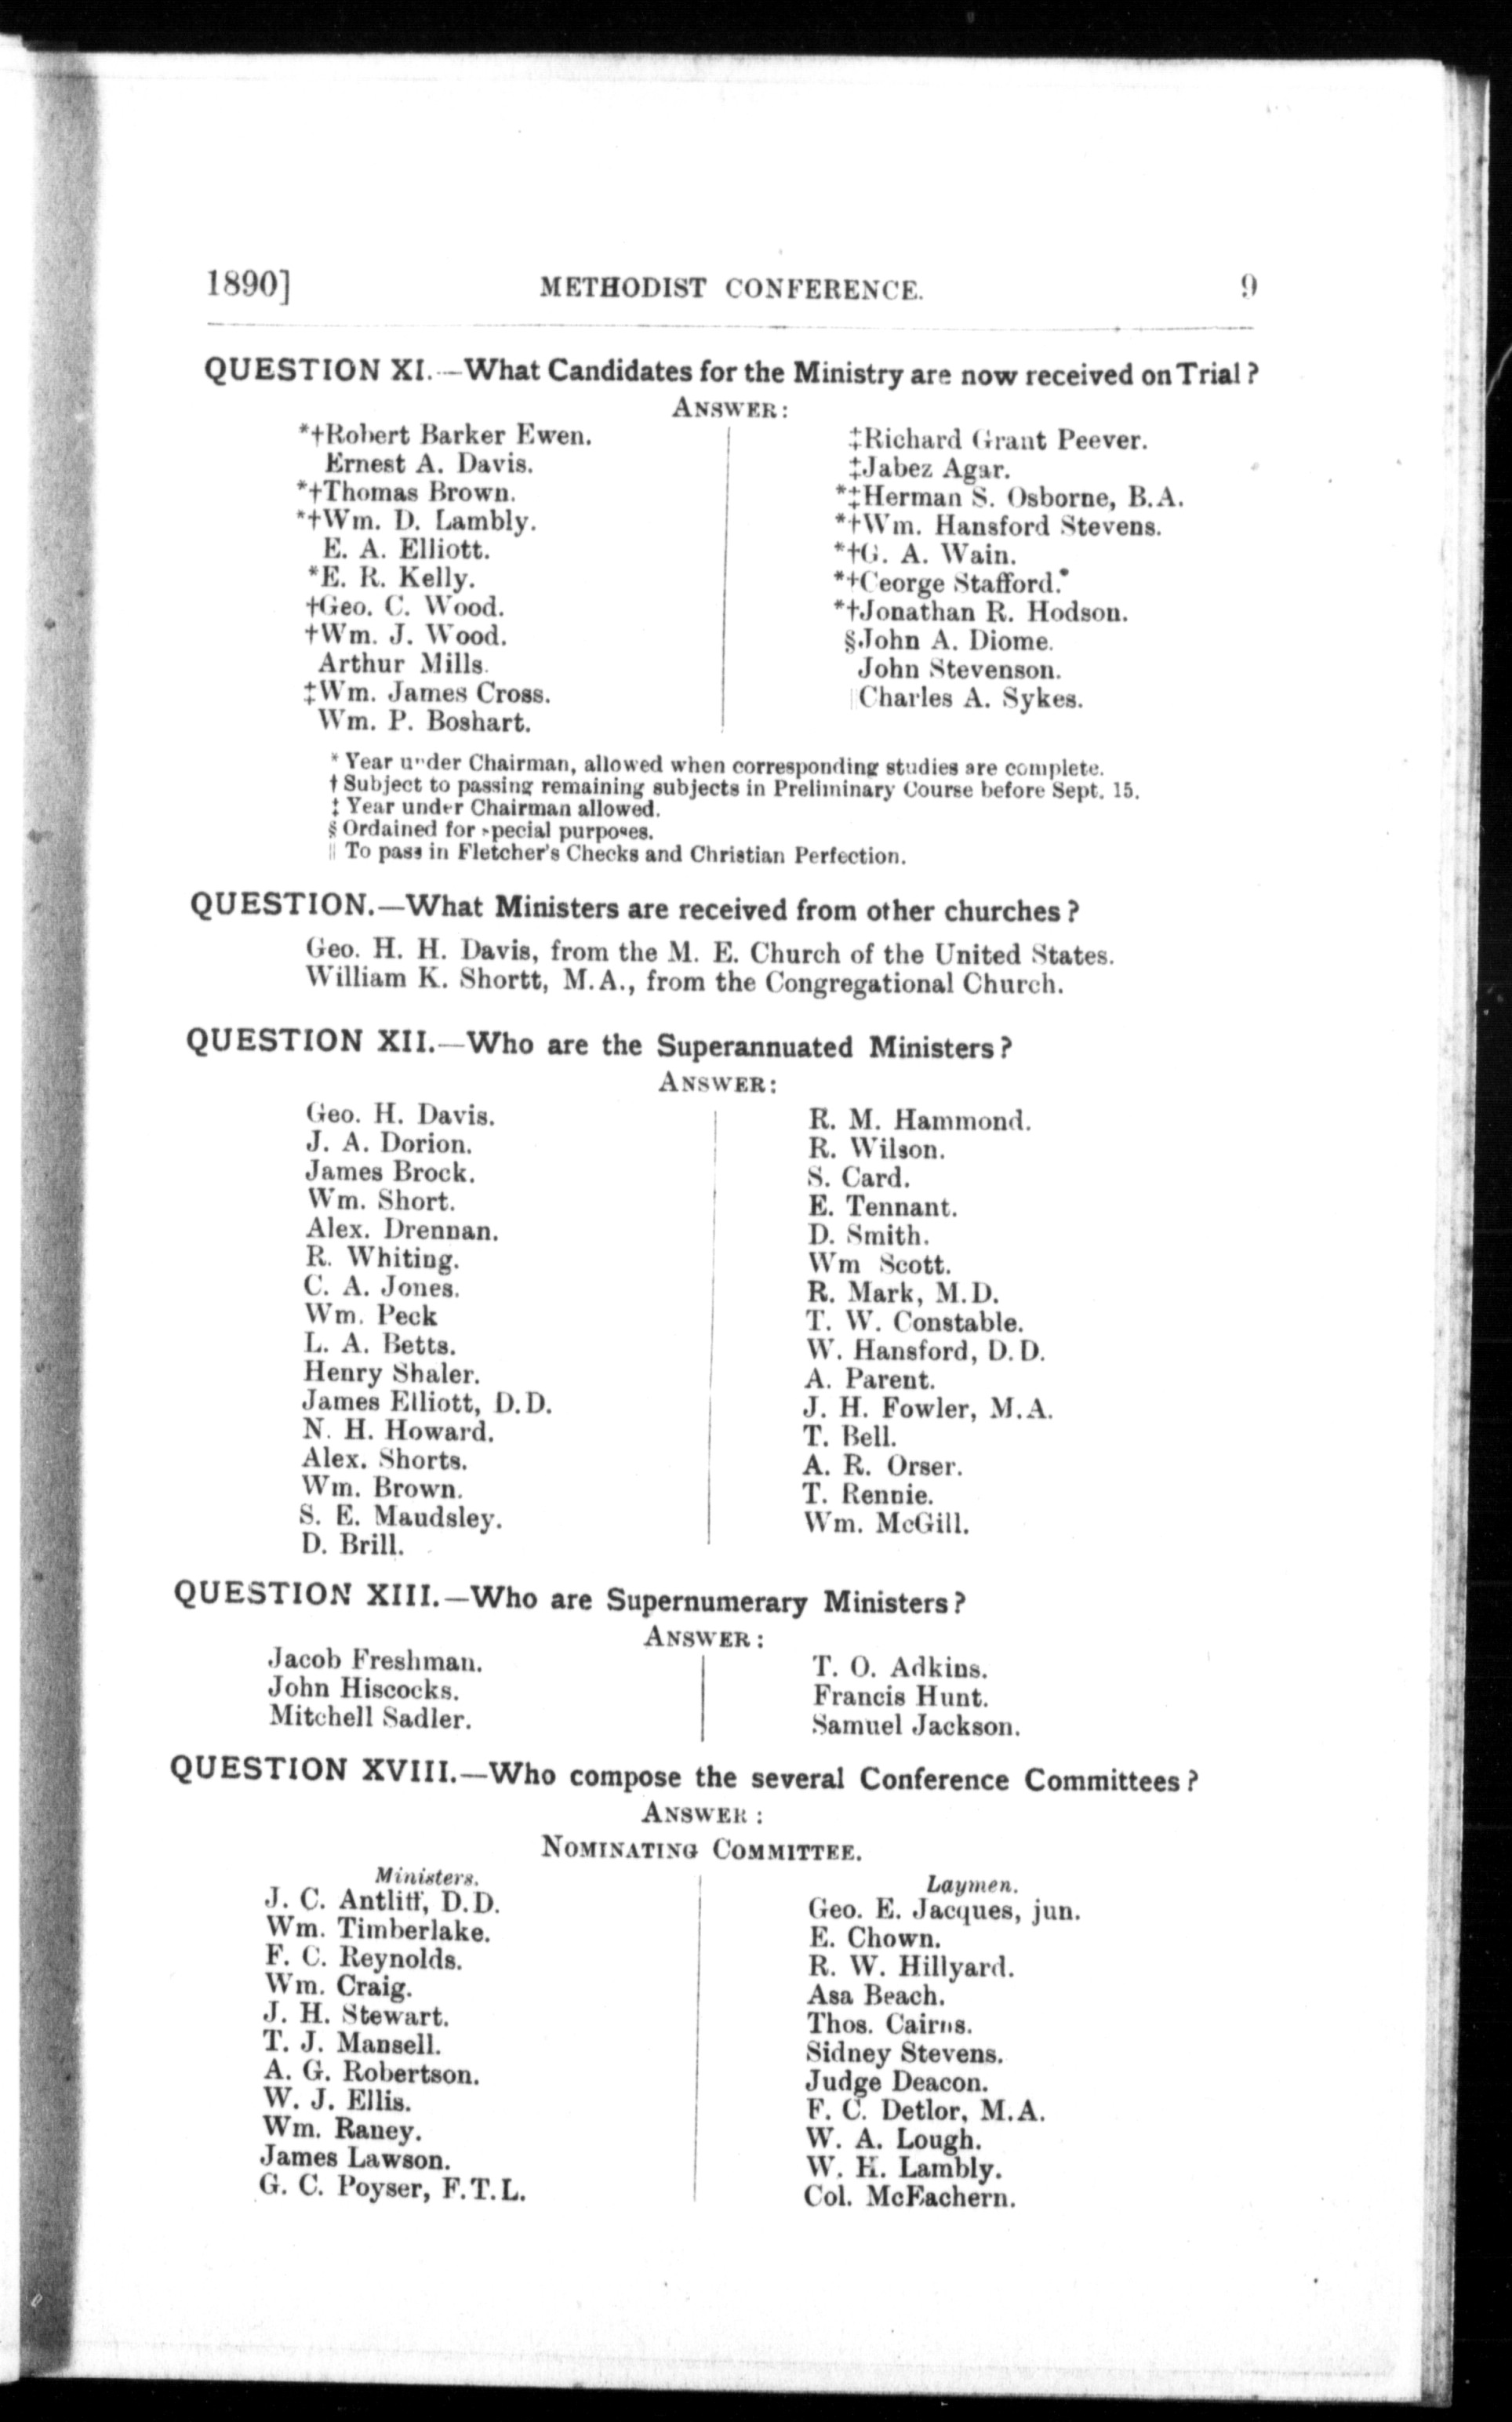 1890] METHODIST CONFERENCE. 9
QUESTION XI.—What Candidates for the Ministry are now received on Trial?
ANSWER:
*†Robert Barker Ewen.
Ernest A. Davis.
*†Thomas Brown.
*†Wm. D. Lambly.
E. A. Elliott.
*E. R. Kelly.
†Geo. C. Wood.
†Wm. J. Wood.
Arthur Mills.
‡Wm. James Cross.
Wm. P. Boshart.
‡Richard Grant Peever.
‡Jabez Agar.
*‡Herman S. Osborne, B.A.
*†Wm. Hansford Stevens.
*†G. A. Wain.
*†George Stafford.
*†Jonathan R. Hodson.
§John A. Diome.
John Stevenson.
‖Charles A. Sykes.
* Year under Chairman, allowed when corresponding studies are complete.
† Subject to passing remaining subjects in Preliminary Course before Sept. 15.
‡ Year under Chairman allowed.
§ Ordained for special purposes.
‖ To pass in Fletcher's Checks and Christian Perfection.
QUESTION.—What Ministers are received from other churches?
Geo. H. H. Davis, from the M. E. Church of the United States.
William K. Shortt, M.A., from the Congregational Church.
QUESTION XII.—Who are the Superannuated Ministers?
ANSWER:
Geo. H. Davis.
J. A. Dorion.
James Brock.
Wm. Short.
Alex. Drennan.
R. Whiting.
C. A. Jones.
Wm. Peck
L. A. Betts.
Henry Shaler.
James Elliott, D.D.
N. H. Howard.
Alex. Shorts.
Wm. Brown.
S. E. Maudsley.
D. Brill.
R. M. Hammond.
R. Wilson.
S. Card.
E. Tennant.
D. Smith.
Wm Scott.
R. Mark, M.D.
T. W. Constable.
W. Hansford, D.D.
A. Parent.
J. H. Fowler, M.A.
T. Bell.
A. R. Orser.
T. Rennie.
Wm. McGill.
QUESTION XIII.—Who are Supernumerary Ministers?
ANSWER:
Jacob Freshman.
John Hiscocks.
Mitchell Sadler.
T. O. Adkins.
Francis Hunt.
Samuel Jackson.
QUESTION XVIII.—Who compose the several Conference Committees?
ANSWER:
NOMINATING COMMITTEE.
Ministers.
J. C. Antliff, D.D.
Wm. Timberlake.
F. C. Reynolds.
Wm. Craig.
J. H. Stewart.
T. J. Mansell.
A. G. Robertson.
W. J. Ellis.
Wm. Raney.
James Lawson.
G. C. Poyser, F.T.L.
Laymen.
Geo. E. Jacques, jun.
E. Chown.
R. W. Hillyard.
Asa Beach.
Thos. Cairns.
Sidney Stevens.
Judge Deacon.
F. C. Detlor, M.A.
W. A. Lough.
W. H. Lambly.
Col. McEachern.